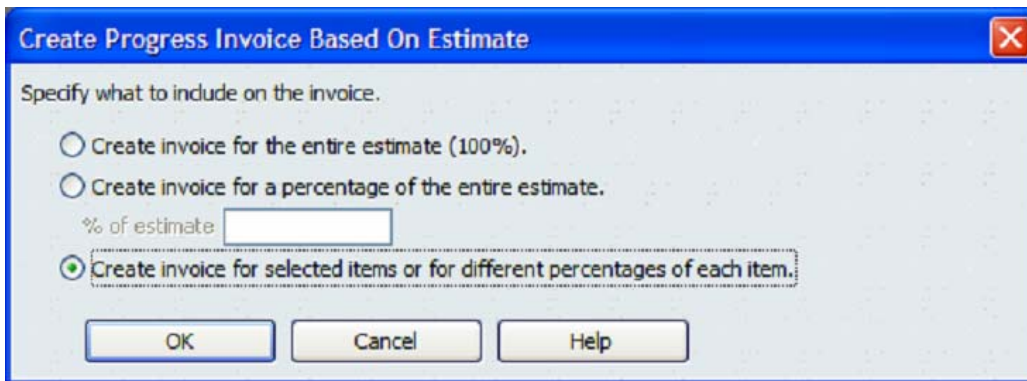 Create Progress Invoice Based On Estimate
Specify what to include on the invoice.
Create invoice for the entire estimate (100%).
Create invoice for a percentage of the entire estimate.
% of estimate
Create invoice for selected items or for different percentages of each item.
OK Cancel Help